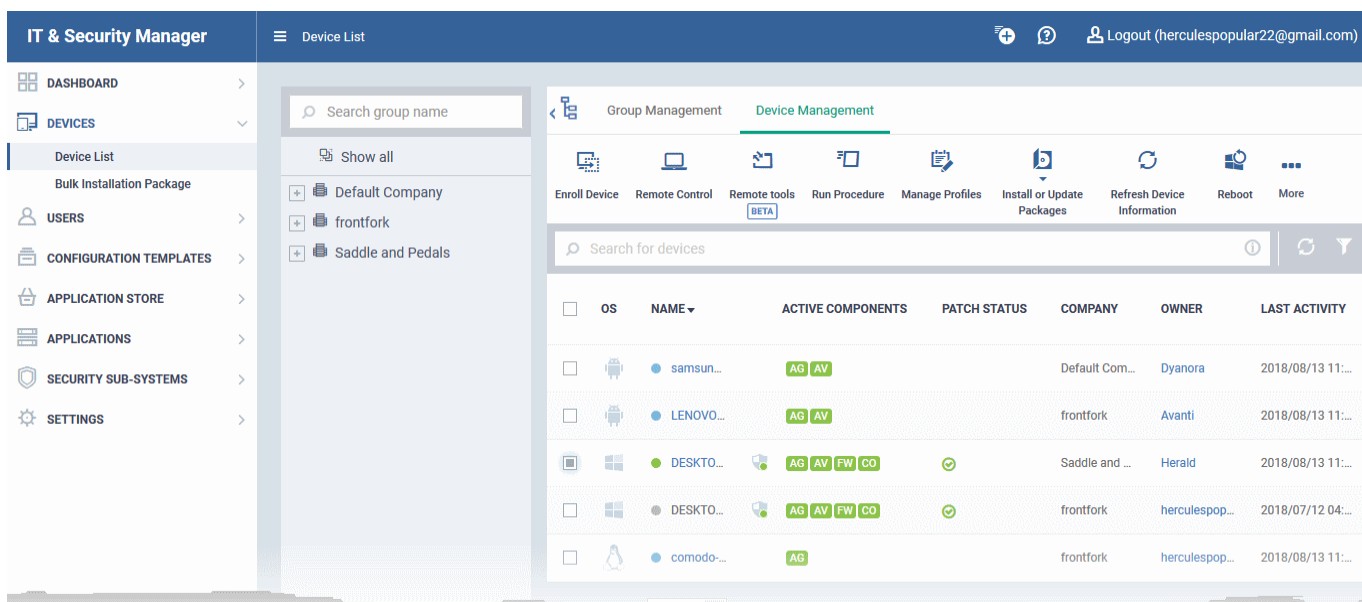 IT & Security Manager
Device List
Logout (herculespopular22@gmail.com)
DASHBOARD
DEVICES
Device List
Bulk Installation Package
USERS
CONFIGURATION TEMPLATES
APPLICATION STORE
APPLICATIONS
SECURITY SUB-SYSTEMS
SETTINGS
Search group name
Show all
Default Company
frontfork
Saddle and Pedals
Group Management
Device Management
Enroll Device
Remote Control
Remote tools
BETA
Run Procedure
Manage Profiles
Install or Update
Packages
Refresh Device
Information
Reboot
More
Search for devices
OS NAME ACTIVE COMPONENTS PATCH STATUS COMPANY OWNER LAST ACTIVITY
samsun... AG AV Default Com... Dyanora 2018/08/13 11:...
LENOVO... AG AV frontfork Avanti 2018/08/13 11:...
DESKTO... AG AV FW CO Saddle and ... Herald 2018/08/13 11:...
DESKTO... AG AV FW CO frontfork herculespop... 2018/07/12 04:...
comodo-... AG frontfork herculespop... 2018/08/13 11:...